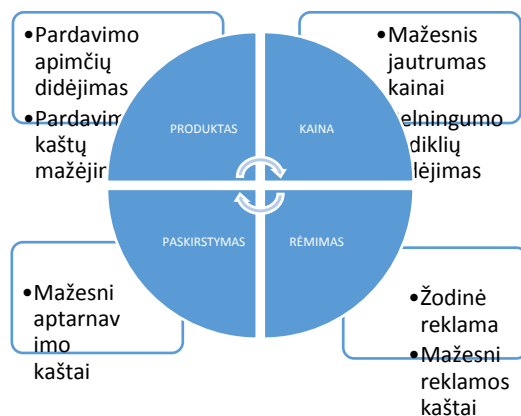 •Pardavimo
apimčių
didėjimas
•Pardavim
kaštų
PRODUKTAS
KAINA
•Mažesnis
jautrumas
kainai
elningumo
diklių
PASKIRSTYMAS
RĖMIMAS
•Mažesni
aptarnav
imo
kaštai
•Žodinė
reklama
•Mažesni
reklamos
kaštai